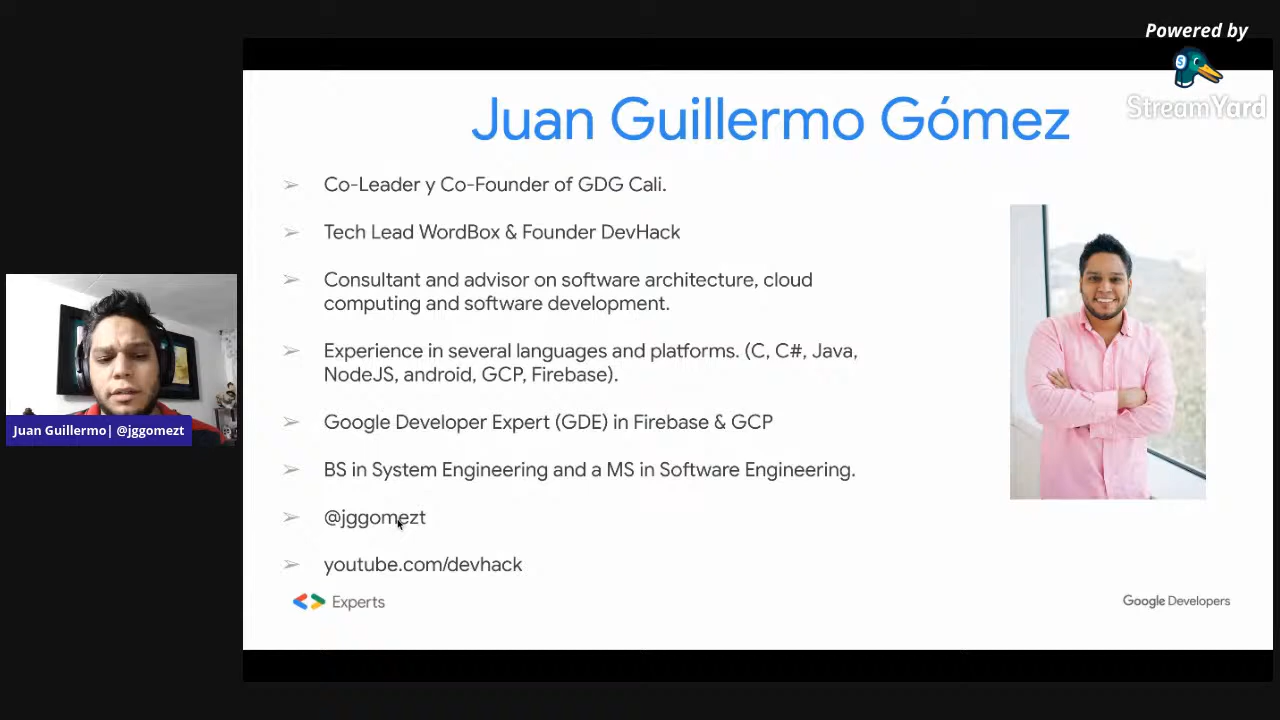 Powered by
StreamYard
Juan Guillermo Gómez
➢ Co-Leader y Co-Founder of GDG Cali.
➢ Tech Lead WordBox & Founder DevHack
➢ Consultant and advisor on software architecture, cloud
computing and software development.
➢ Experience in several languages and platforms. (C, C#, Java,
NodeJS, android, GCP, Firebase).
➢ Google Developer Expert (GDE) in Firebase & GCP
➢ BS in System Engineering and a MS in Software Engineering.
➢ @jggomezt
➢ youtube.com/devhack
Juan Guillermo| @jggomezt
Experts
Google Developers